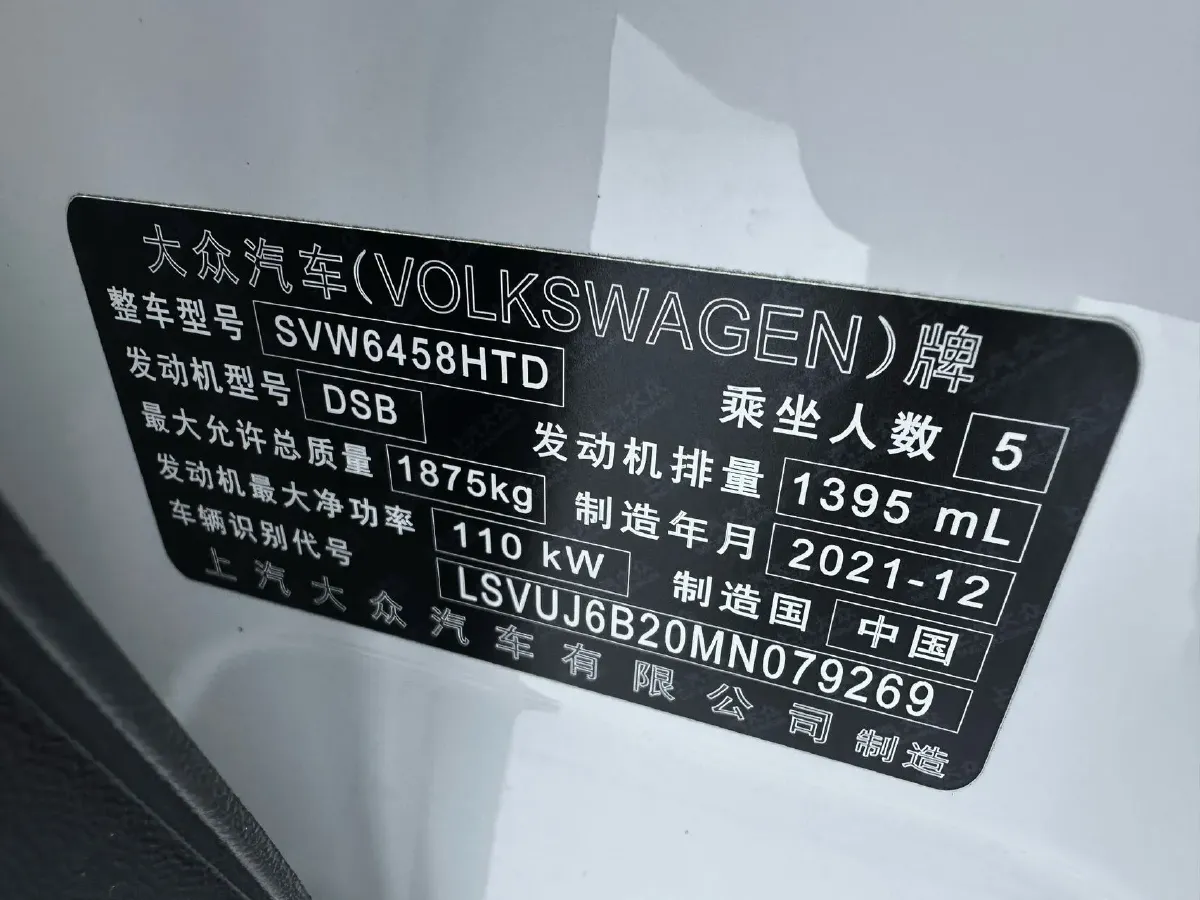 大众汽车(VOLKSWAGEN)牌
整车型号 SVW6458HTD 乘坐人数 5
发动机型号 DSB 发动机排量 1395 mL
最大允许总质量 1875kg 制造年月 2021-12
发动机最大净功率 110 kW 制造国 中国
车辆识别代号 LSVUJ6B20MN079269
上汽大众汽车有限公司制造